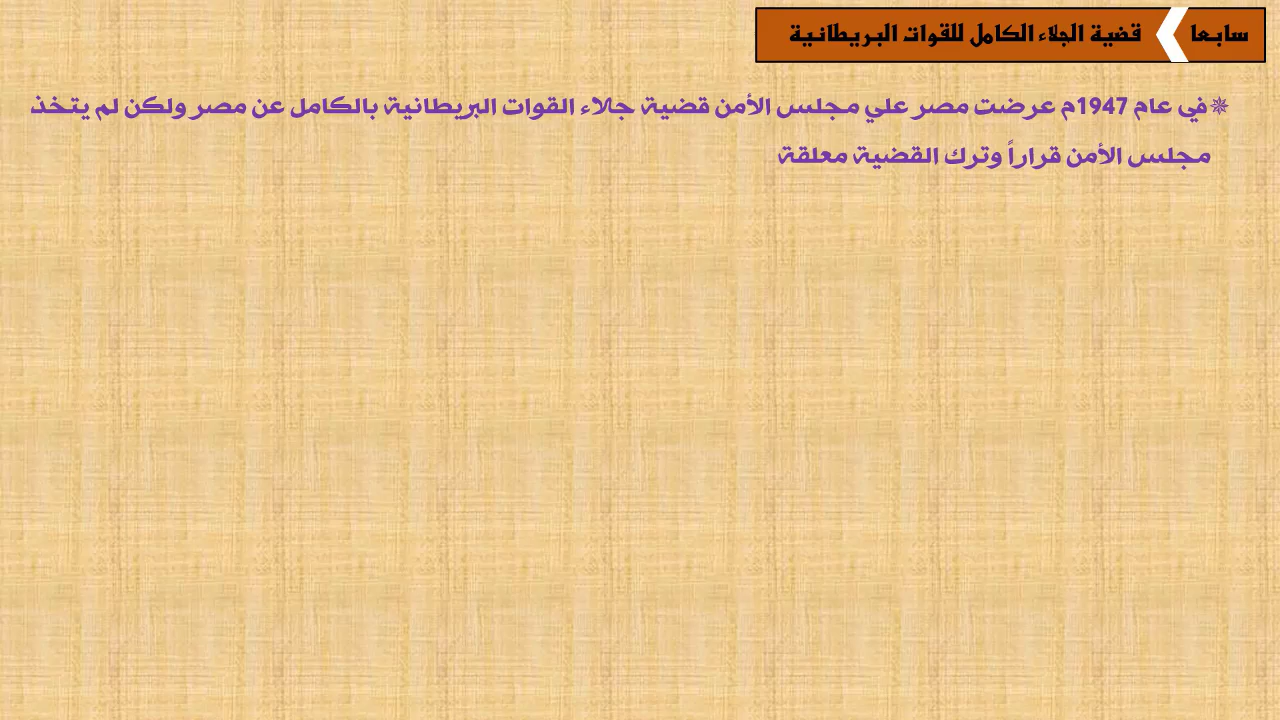 سابعا قضية الجلاء الكامل للقوات البريطانية
✵في عام 1947م عرضت مصر علي مجلس الأمن قضية جلاء القوات البريطانية بالكامل عن مصر ولكن لم يتخذ
مجلس الأمن قراراً وترك القضية معلقة